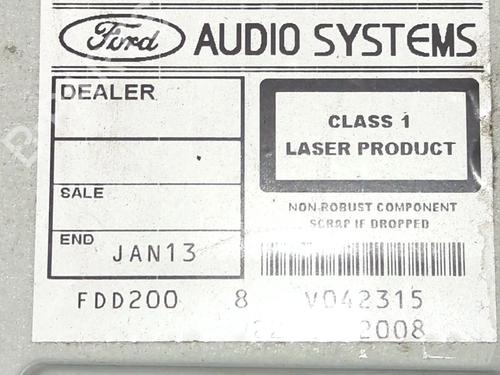 Ford AUDIO SYSTEMS
DEALER
CLASS 1
LASER PRODUCT
SALE
NON-ROBUST COMPONENT
SCRAP IF DROPPED
END JAN13
FDD200 8 V042315
2008